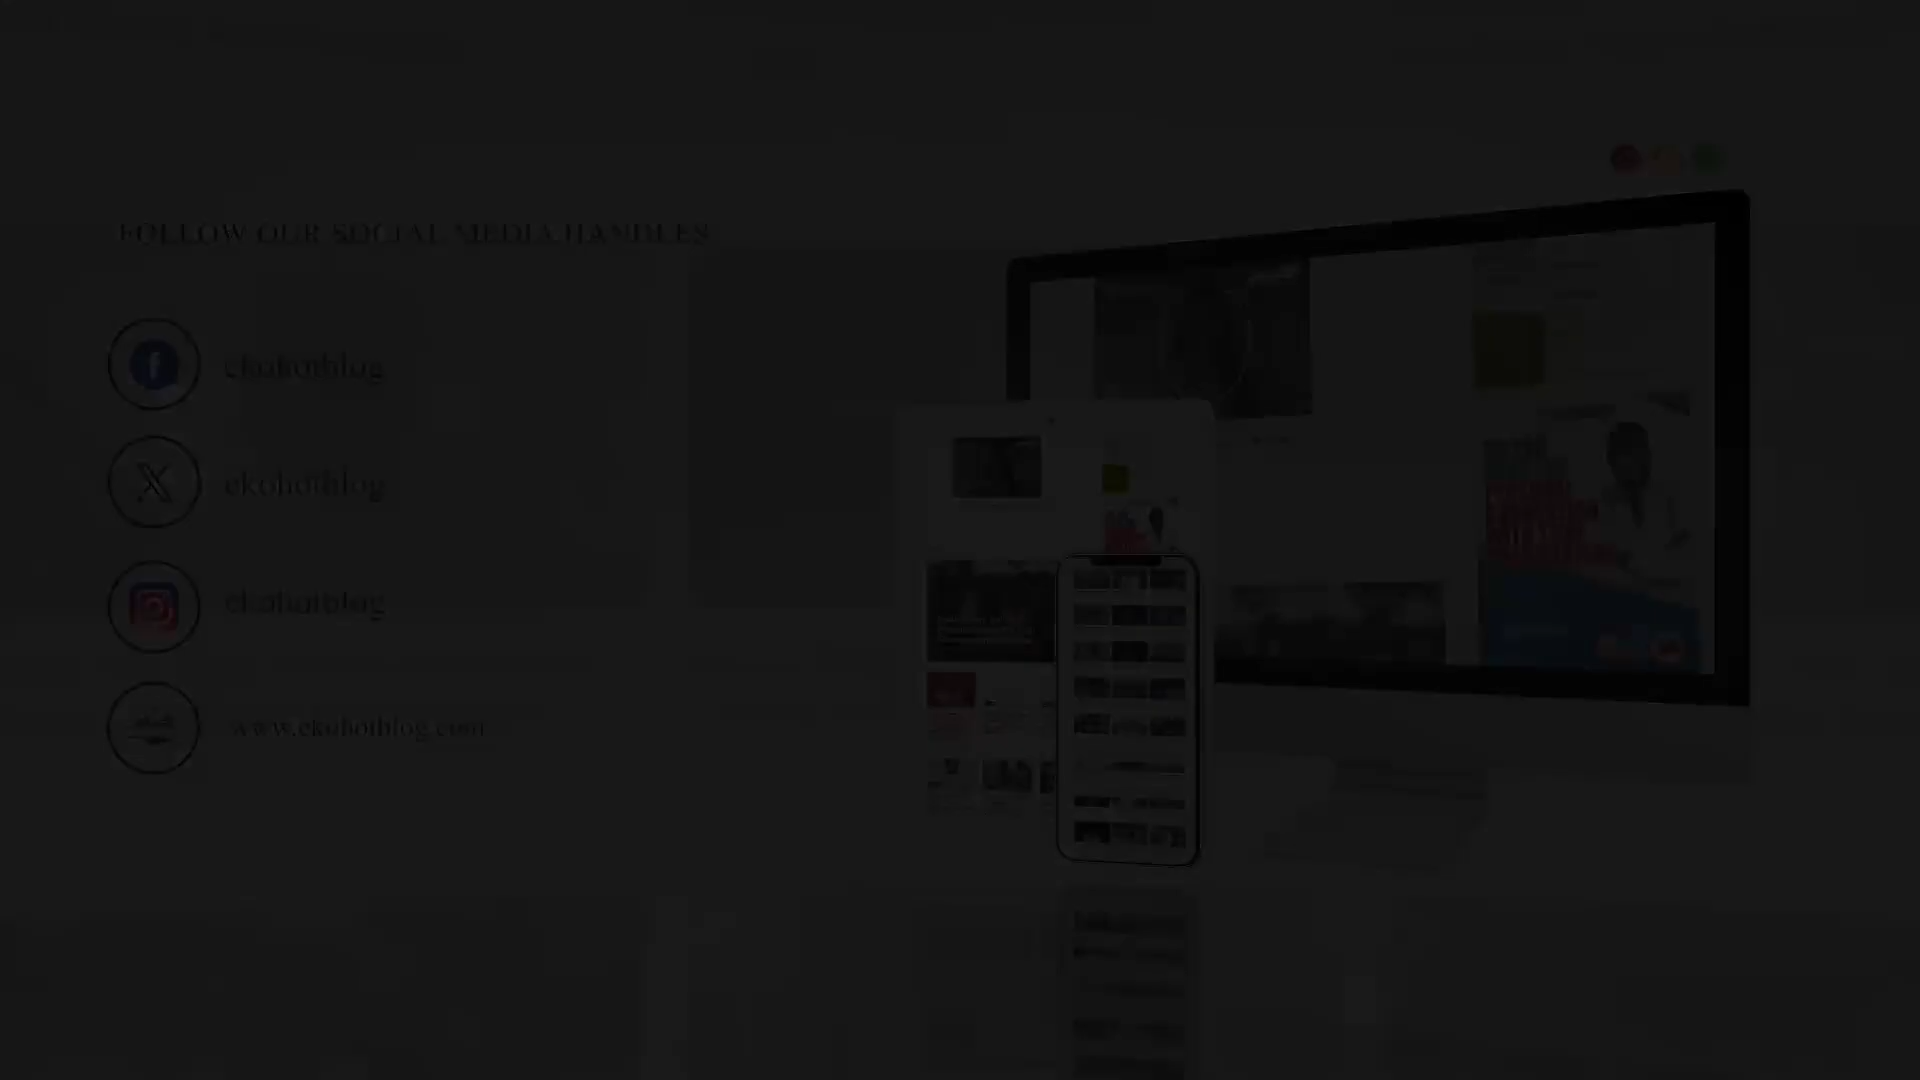 FOLLOW OUR SOCIAL MEDIA HANDLES
ekohotblog
ekohotblog
ekohotblog
www.ekohotblog.com